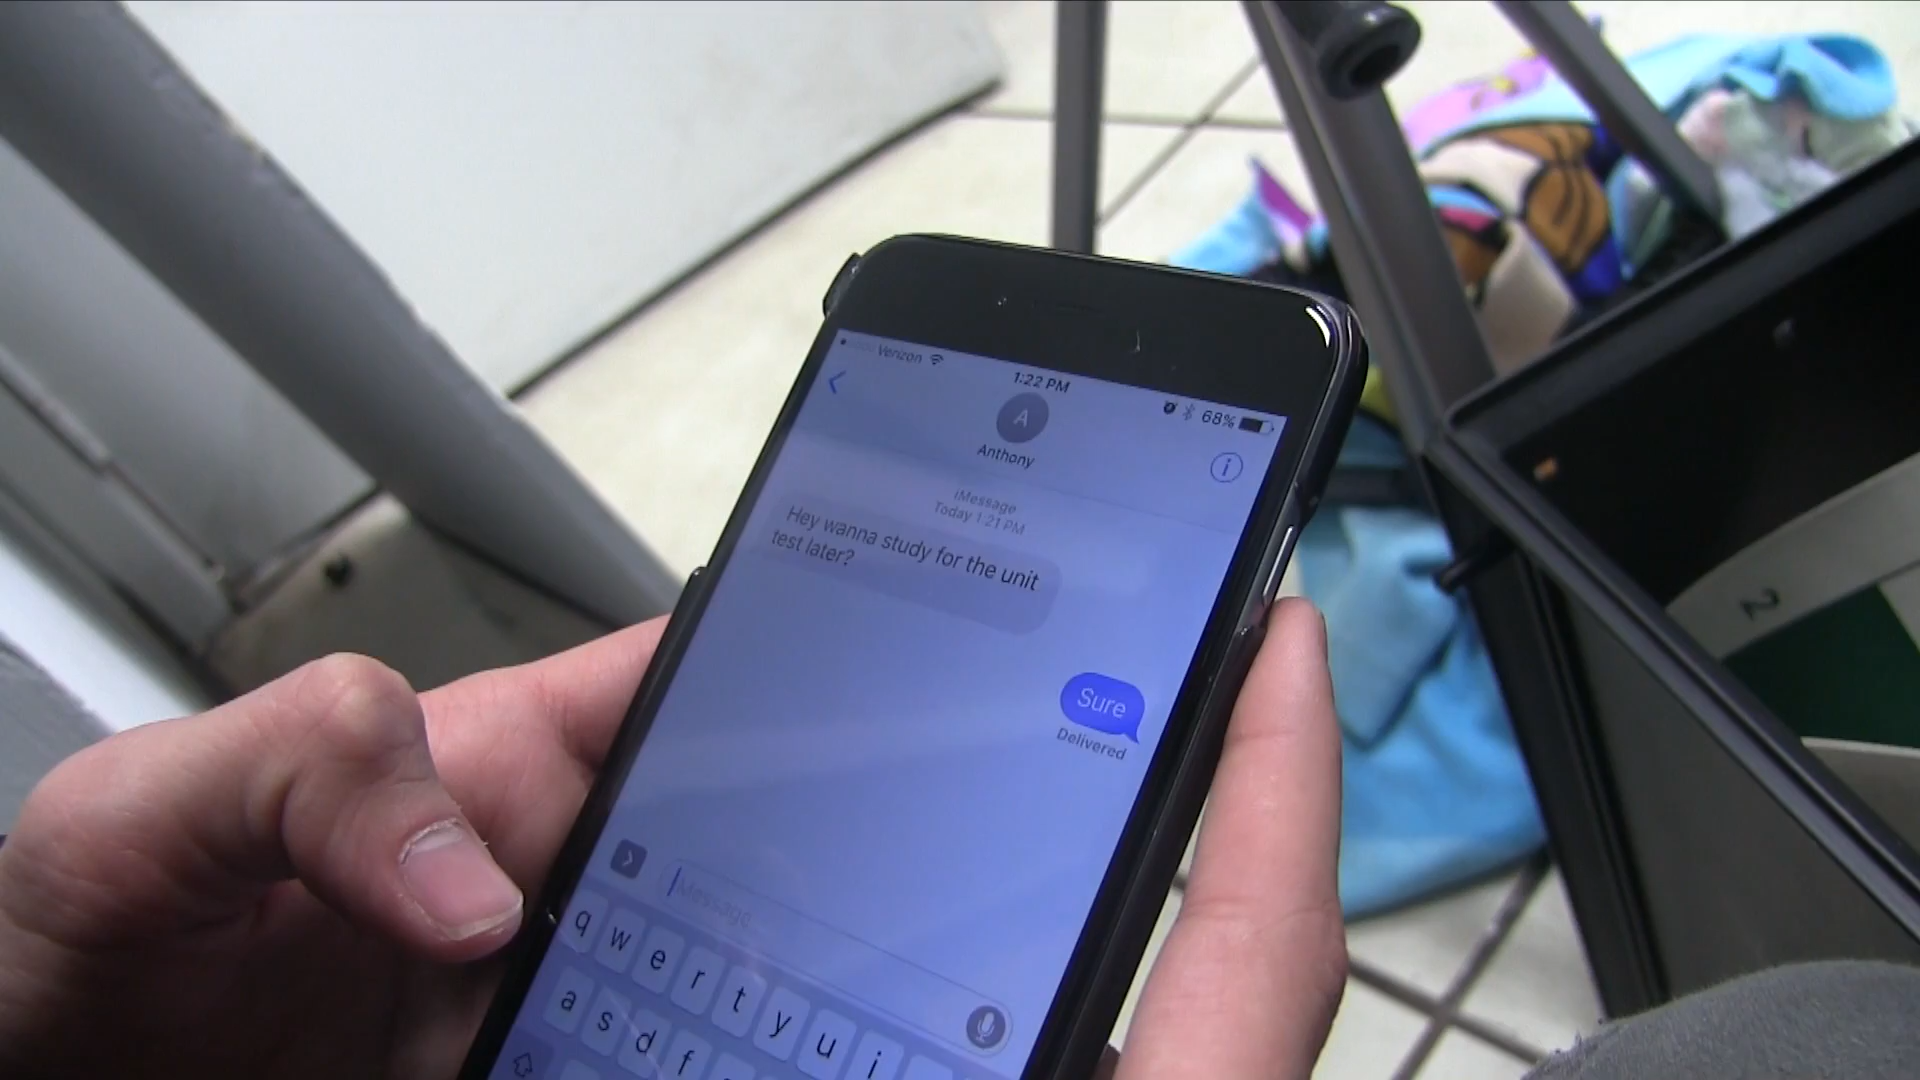 Verizon
1:22 PM
68%
A
Anthony
i
iMessage
Today 1:21 PM
Hey wanna study for the unit
test later?
Sure
Delivered
Message
q w e r t y u i
a s d f
2